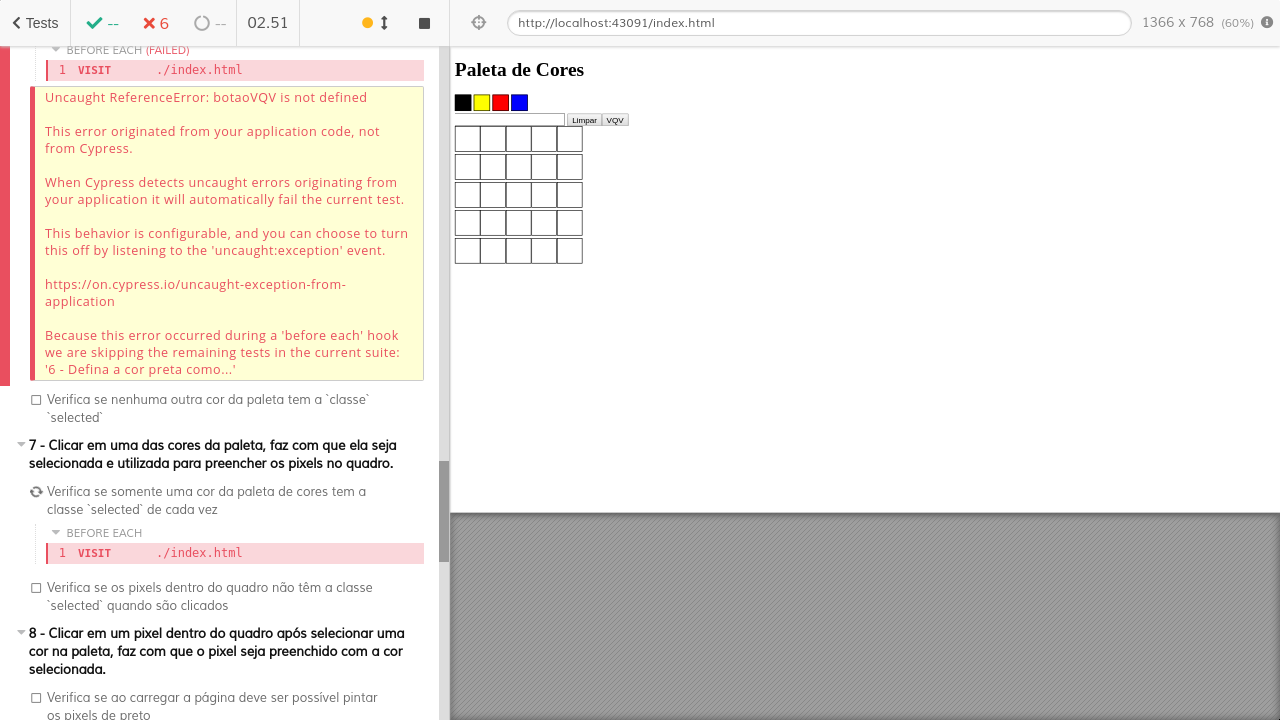 Tests -- 6 -- 02.51 http://localhost:43091/index.html 1366 x 768 (60%)
BEFORE EACH (FAILED)
1 VISIT ./index.html
Uncaught ReferenceError: botaoVQV is not defined
This error originated from your application code, not
from Cypress.
When Cypress detects uncaught errors originating from
your application it will automatically fail the current test.
This behavior is configurable, and you can choose to turn
this off by listening to the 'uncaught:exception' event.
https://on.cypress.io/uncaught-exception-from-
application
Because this error occurred during a 'before each' hook
we are skipping the remaining tests in the current suite:
'6 - Defina a cor preta como...'
Verifica se nenhuma outra cor da paleta tem a `classe`
`selected`
7 - Clicar em uma das cores da paleta, faz com que ela seja
selecionada e utilizada para preencher os pixels no quadro.
Verifica se somente uma cor da paleta de cores tem a
classe `selected` de cada vez
BEFORE EACH
1 VISIT ./index.html
Verifica se os pixels dentro do quadro não têm a classe
`selected` quando são clicados
8 - Clicar em um pixel dentro do quadro após selecionar uma
cor na paleta, faz com que o pixel seja preenchido com a cor
selecionada.
Verifica se ao carregar a página deve ser possível pintar
os pixels de preto
Paleta de Cores
Limpar VQV